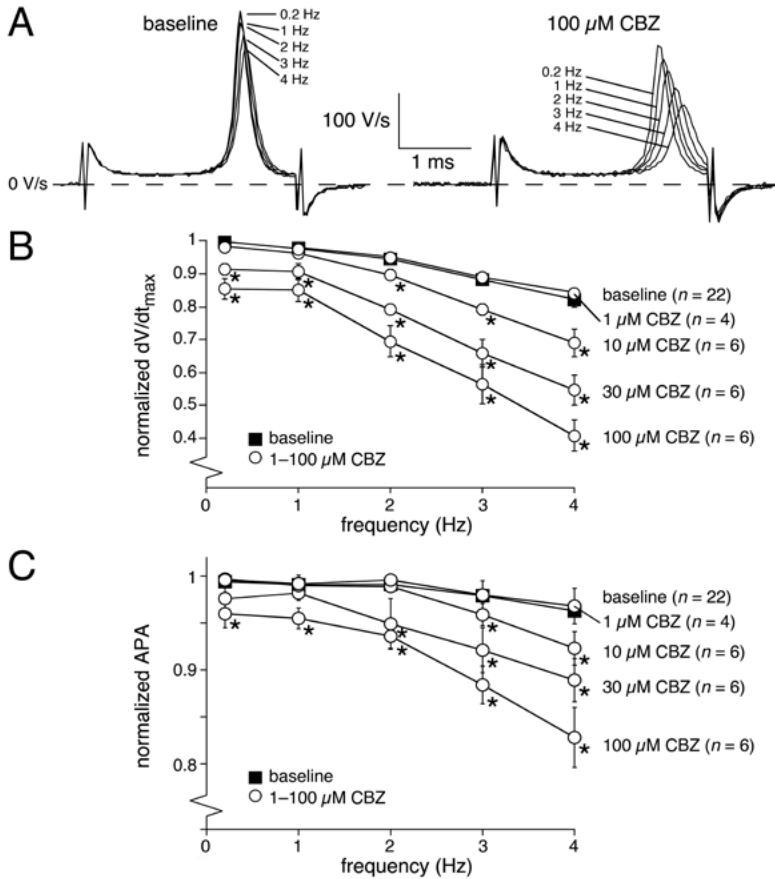 A
baseline
0.2 Hz
1 Hz
2 Hz
3 Hz
4 Hz
100 V/s
1 ms
100 µM CBZ
0.2 Hz
1 Hz
2 Hz
3 Hz
4 Hz
0 V/s
B
normalized dV/dtmax
1
0.9
0.8
0.7
0.6
0.5
0.4
* * * * * * * * * * * * *
baseline (n = 22)
1 µM CBZ (n = 4)
10 µM CBZ (n = 6)
30 µM CBZ (n = 6)
100 µM CBZ (n = 6)
baseline
1–100 µM CBZ
0 1 2 3 4
frequency (Hz)
C
normalized APA
1
0.9
0.8
* * * * * * * * *
baseline (n = 22)
1 µM CBZ (n = 4)
10 µM CBZ (n = 6)
30 µM CBZ (n = 6)
100 µM CBZ (n = 6)
baseline
1–100 µM CBZ
0 1 2 3 4
frequency (Hz)